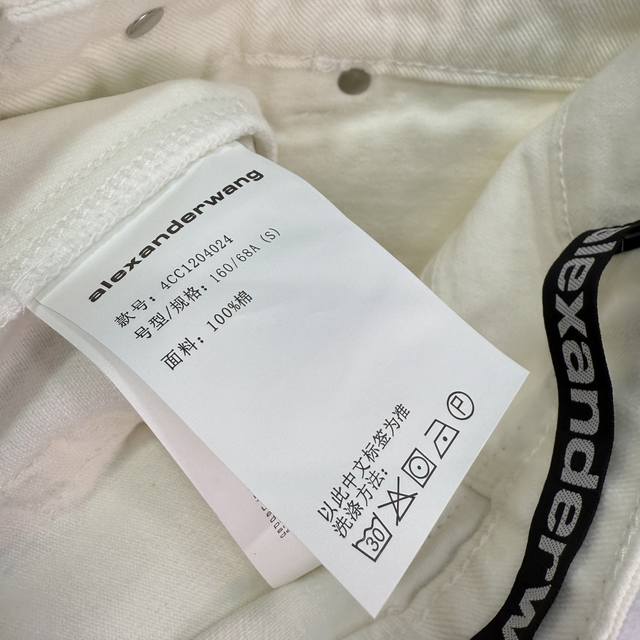 alexanderwang
款号: 4CC1204024
号型/规格: 160/68A (S)
面料: 100%棉
以此中文标签为准
洗涤方法:
30
P
alexanderw